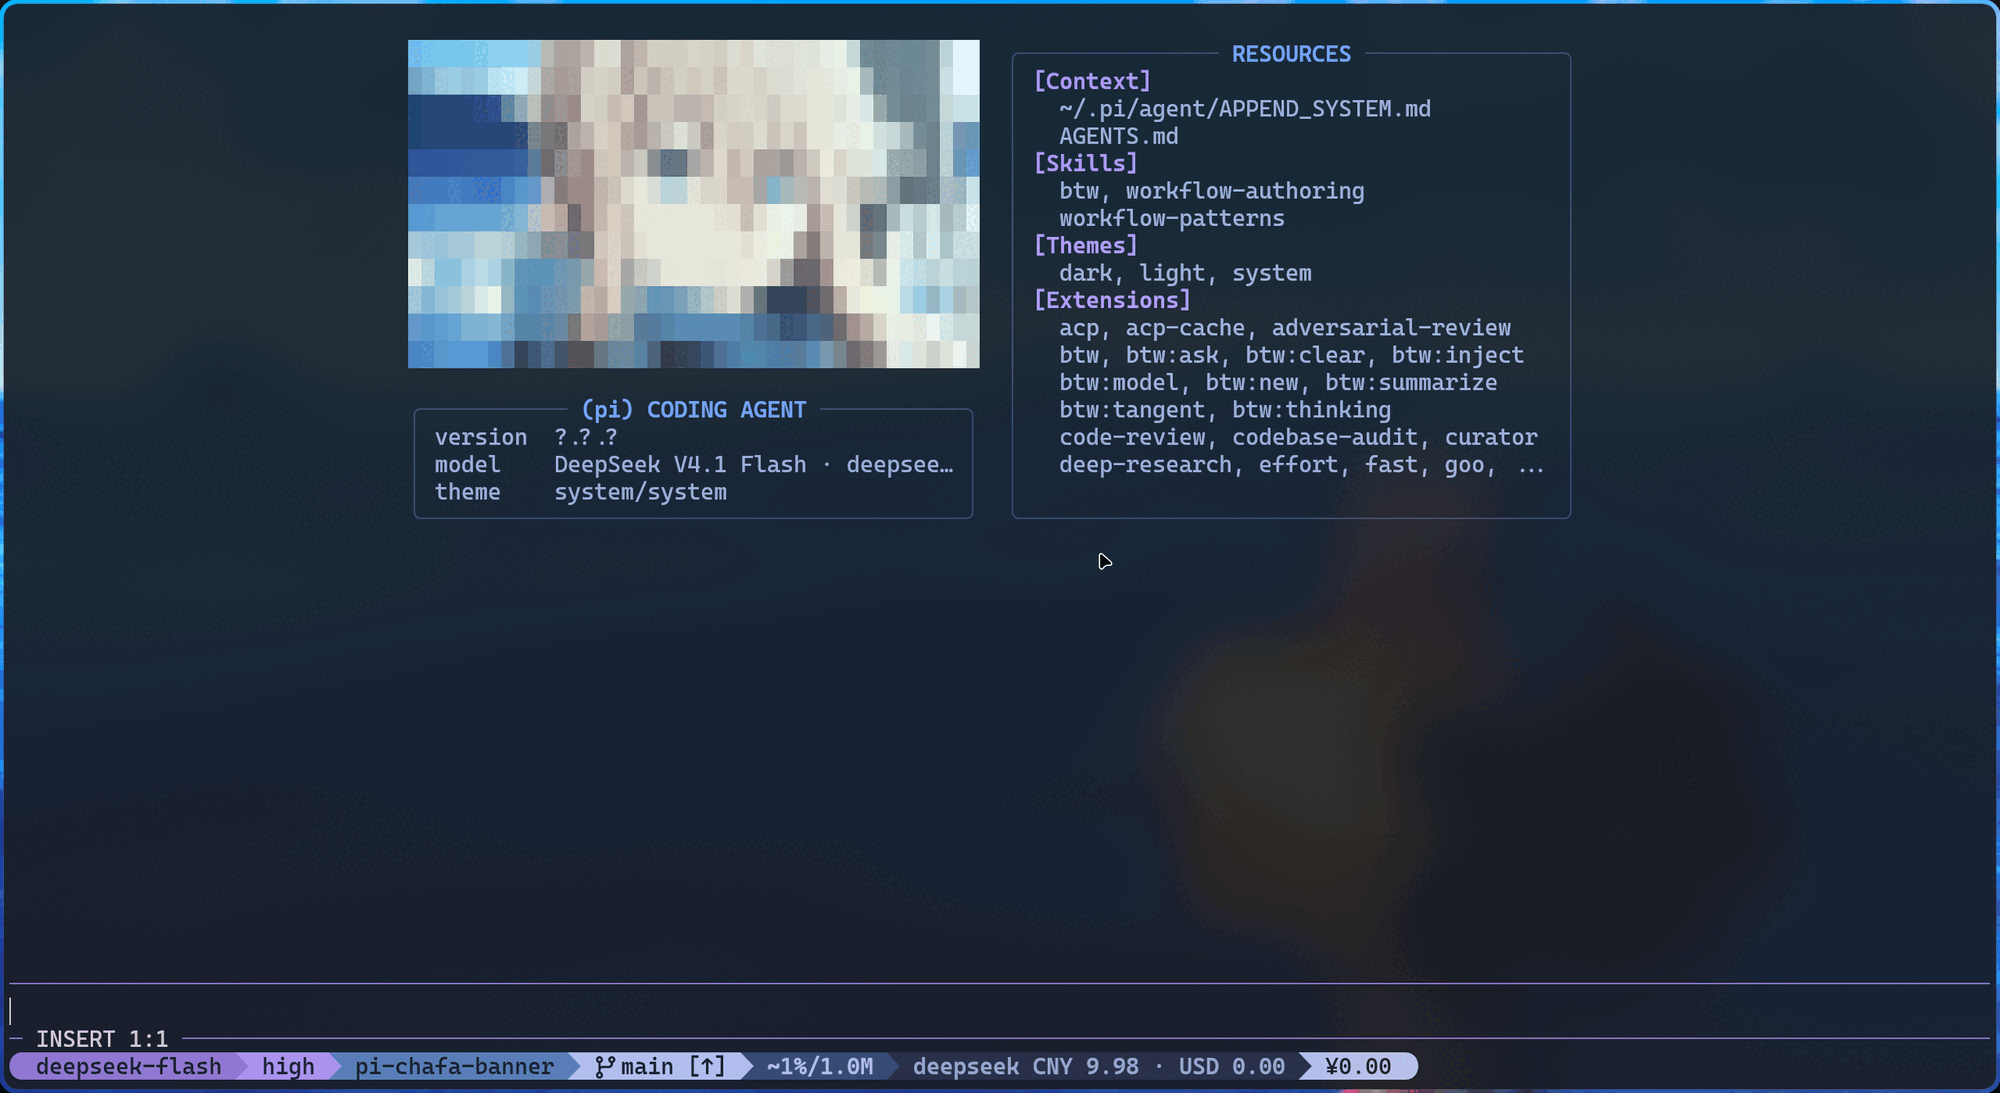 (pi) CODING AGENT
version ?.?.?
model DeepSeek V4.1 Flash · deepsee…
theme system/system
RESOURCES
[Context]
~/.pi/agent/APPEND_SYSTEM.md
AGENTS.md
[Skills]
btw, workflow-authoring
workflow-patterns
[Themes]
dark, light, system
[Extensions]
acp, acp-cache, adversarial-review
btw, btw:ask, btw:clear, btw:inject
btw:model, btw:new, btw:summarize
btw:tangent, btw:thinking
code-review, codebase-audit, curator
deep-research, effort, fast, goo, ...
INSERT 1:1
deepseek-flash high pi-chafa-banner main [↑] ~1%/1.0M deepseek CNY 9.98 · USD 0.00 ¥0.00